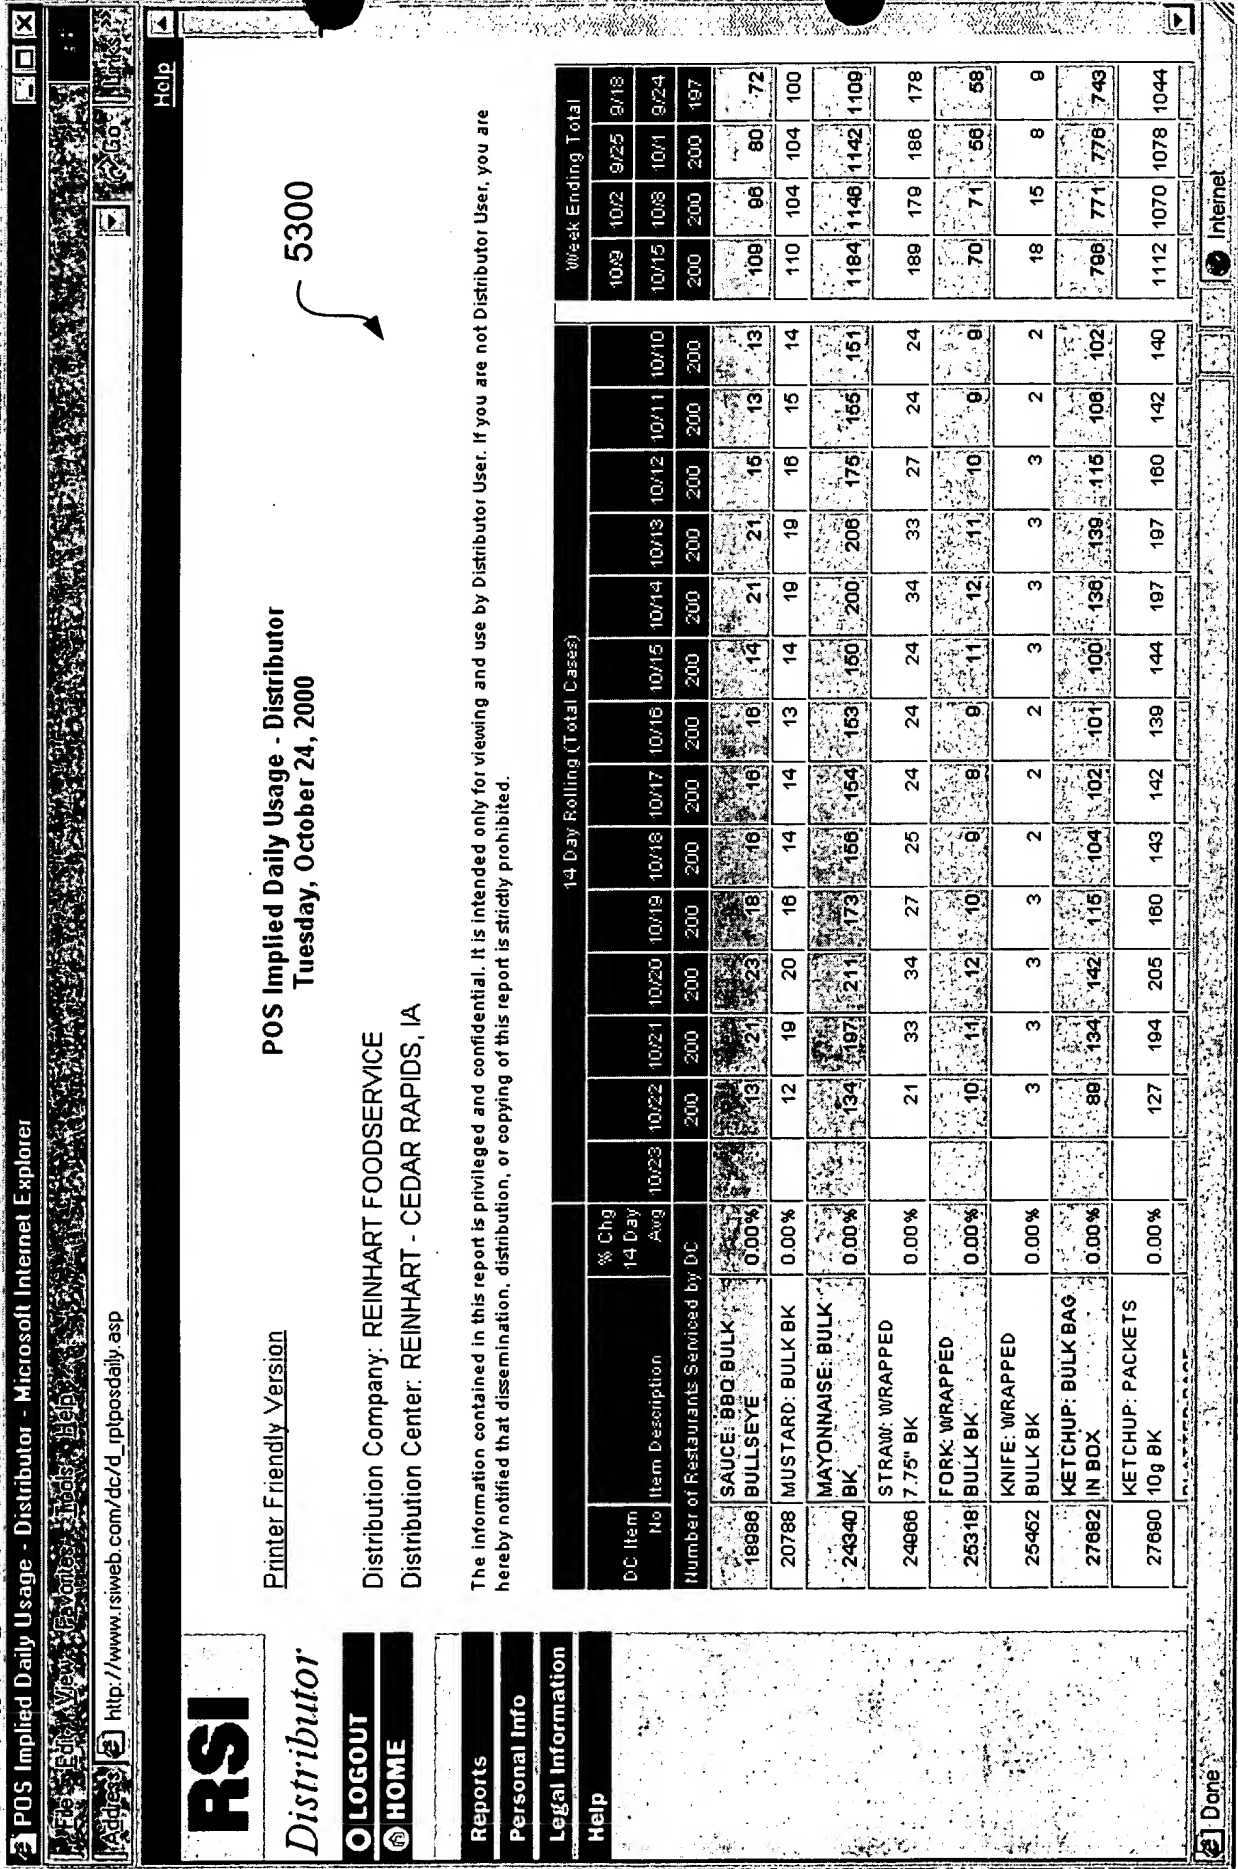 POS Implied Daily Usage - Distributor - Microsoft Internet Explorer
File Edit View Favorites Tools Help
Address http://www.rsiweb.com/dc/d_rptposdaily.asp Go Links
Help
RSI
Distributor
LOGOUT
HOME
Reports
Personal Info
Legal Information
Help
Printer Friendly Version
POS Implied Daily Usage - Distributor
Tuesday, October 24, 2000
5300
Distribution Company: REINHART FOODSERVICE
Distribution Center: REINHART - CEDAR RAPIDS, IA
The information contained in this report is privileged and confidential. It is intended only for viewing and use by Distributor User. If you are not Distributor User, you are
hereby notified that dissemination, distribution, or copying of this report is strictly prohibited.
14 Day Rolling (Total Cases) Week Ending Total
% Chg 10/9 10/2 9/25 9/18
DC Item 14 Day
No Item Description Avg 10/23 10/22 10/21 10/20 10/19 10/18 10/17 10/16 10/15 10/14 10/13 10/12 10/11 10/10 10/15 10/8 10/1 9/24
Number of Restaurants Serviced by DC 200 200 200 200 200 200 200 200 200 200 200 200 200 200 200 200 197
SAUCE: BBQ BULK
18986 BULLSEYE 0.00% 13 21 23 18 16 16 16 14 21 21 15 13 13 109 96 80 72
20788 MUSTARD: BULK BK 0.00% 12 19 20 16 14 14 13 14 19 19 16 15 14 110 104 104 100
MAYONNAISE: BULK
24340 BK 0.00% 134 197 211 173 156 154 153 150 200 206 175 155 151 1184 1146 1142 1109
STRAW: WRAPPED
24966 7.75" BK 0.00% 21 33 34 27 25 24 24 24 34 33 27 24 24 189 179 186 178
FORK: WRAPPED
25318 BULK BK 0.00% 10 11 12 10 9 8 9 11 12 11 10 9 9 70 71 56 58
KNIFE: WRAPPED
25452 BULK BK 0.00% 3 3 3 3 2 2 2 3 3 3 3 2 2 18 15 8 9
KETCHUP: BULK BAG
27682 IN BOX 0.00% 89 134 142 115 104 102 101 100 136 139 115 106 102 796 771 776 743
KETCHUP: PACKETS
27690 10g BK 0.00% 127 194 205 160 143 142 139 144 197 197 160 142 140 1112 1070 1078 1044
Done Internet